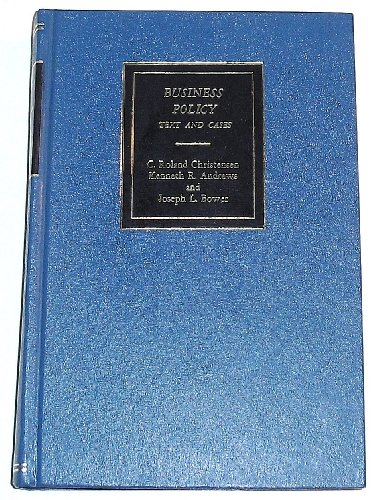 BUSINESS
POLICY
TEXT AND CASES
C. Roland Christensen
Kenneth R. Andrews
and
Joseph L. Bower